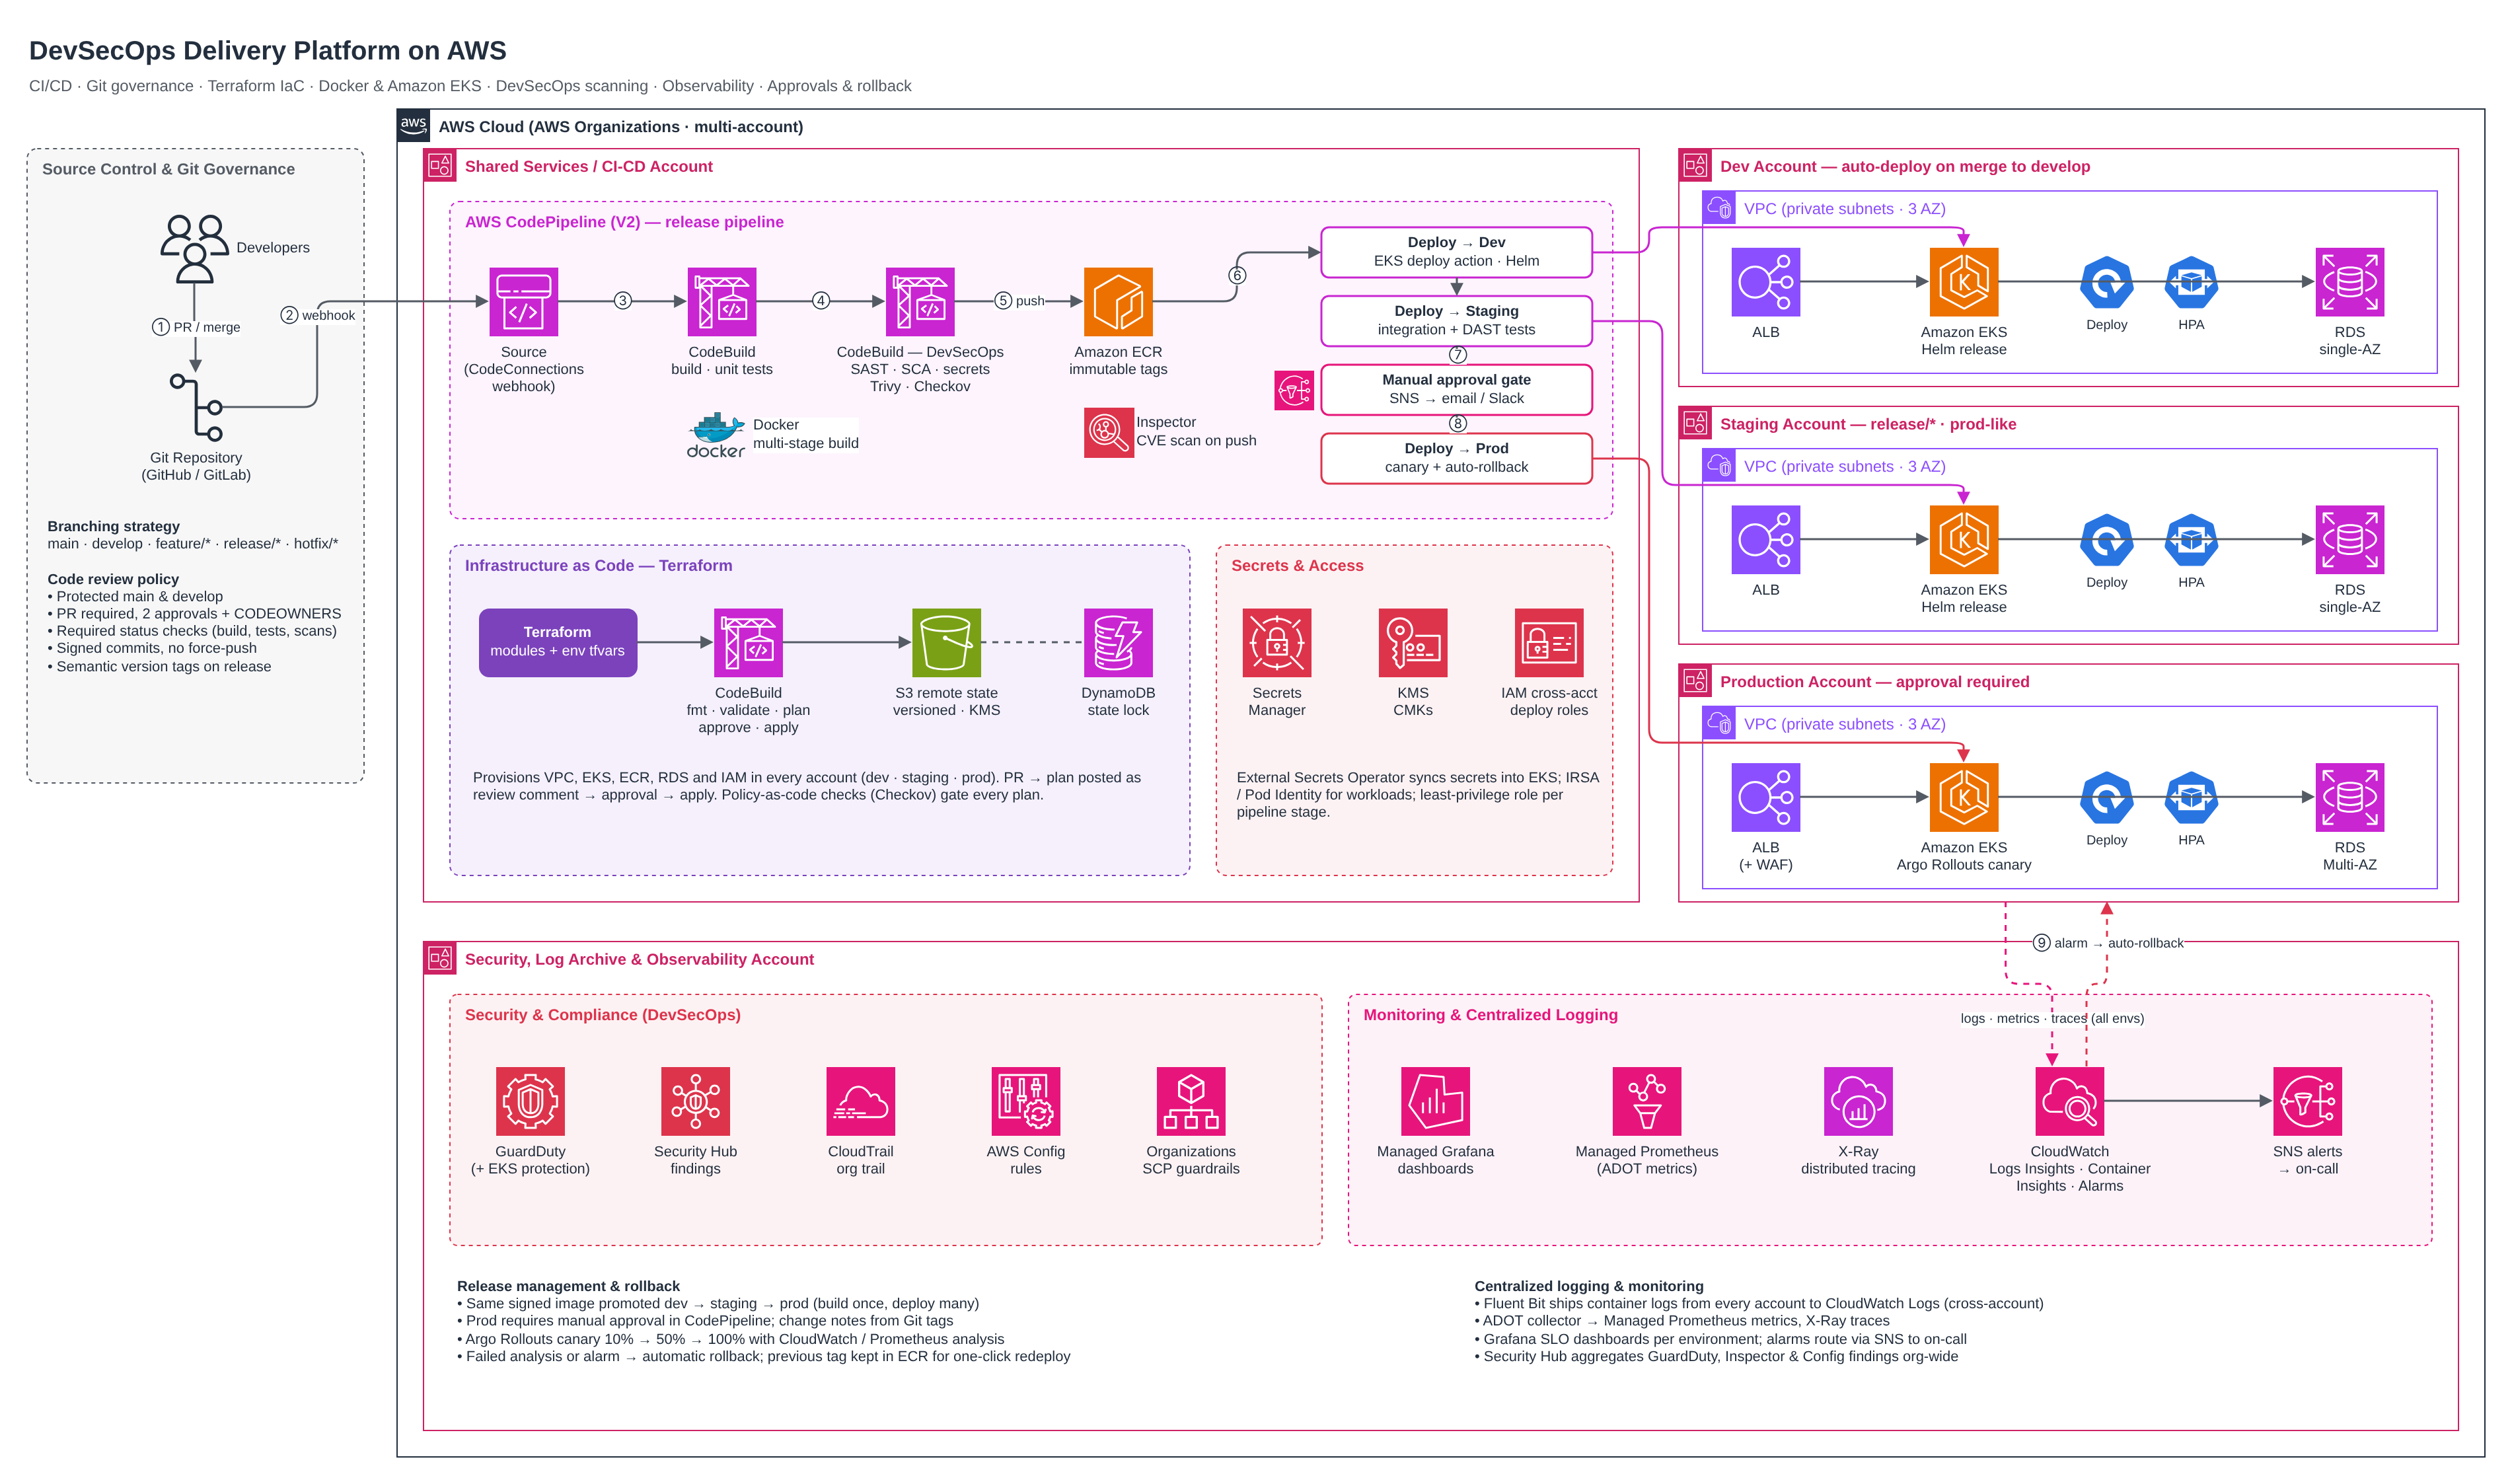 DevSecOps Delivery Platform on AWS
CI/CD · Git governance · Terraform IaC · Docker & Amazon EKS · DevSecOps scanning · Observability · Approvals & rollback
Source Control & Git Governance
Developers
① PR / merge
② webhook
Git Repository
(GitHub / GitLab)
Branching strategy
main · develop · feature/* · release/* · hotfix/*
Code review policy
• Protected main & develop
• PR required, 2 approvals + CODEOWNERS
• Required status checks (build, tests, scans)
• Signed commits, no force-push
• Semantic version tags on release
aws
AWS Cloud (AWS Organizations · multi-account)
Shared Services / CI-CD Account
AWS CodePipeline (V2) — release pipeline
Source
(CodeConnections
webhook)
③
CodeBuild
build · unit tests
④
CodeBuild — DevSecOps
SAST · SCA · secrets
Trivy · Checkov
⑤ push
Amazon ECR
immutable tags
⑥
docker
Docker
multi-stage build
Inspector
CVE scan on push
Deploy → Dev
EKS deploy action · Helm
Deploy → Staging
integration + DAST tests
⑦
Manual approval gate
SNS → email / Slack
⑧
Deploy → Prod
canary + auto-rollback
Infrastructure as Code — Terraform
Terraform
modules + env tfvars
CodeBuild
fmt · validate · plan
approve · apply
S3 remote state
versioned · KMS
DynamoDB
state lock
Provisions VPC, EKS, ECR, RDS and IAM in every account (dev · staging · prod). PR → plan posted as
review comment → approval → apply. Policy-as-code checks (Checkov) gate every plan.
Secrets & Access
Secrets
Manager
KMS
CMKs
IAM cross-acct
deploy roles
External Secrets Operator syncs secrets into EKS; IRSA
/ Pod Identity for workloads; least-privilege role per
pipeline stage.
Dev Account — auto-deploy on merge to develop
VPC (private subnets · 3 AZ)
ALB
K
Amazon EKS
Helm release
Deploy
HPA
RDS
single-AZ
Staging Account — release/* · prod-like
VPC (private subnets · 3 AZ)
ALB
K
Amazon EKS
Helm release
Deploy
HPA
RDS
single-AZ
Production Account — approval required
VPC (private subnets · 3 AZ)
ALB
(+ WAF)
K
Amazon EKS
Argo Rollouts canary
Deploy
HPA
RDS
Multi-AZ
⑨ alarm → auto-rollback
Security, Log Archive & Observability Account
Security & Compliance (DevSecOps)
GuardDuty
(+ EKS protection)
Security Hub
findings
CloudTrail
org trail
AWS Config
rules
Organizations
SCP guardrails
Monitoring & Centralized Logging
logs · metrics · traces (all envs)
Managed Grafana
dashboards
Managed Prometheus
(ADOT metrics)
X-Ray
distributed tracing
CloudWatch
Logs Insights · Container
Insights · Alarms
SNS alerts
→ on-call
Release management & rollback
• Same signed image promoted dev → staging → prod (build once, deploy many)
• Prod requires manual approval in CodePipeline; change notes from Git tags
• Argo Rollouts canary 10% → 50% → 100% with CloudWatch / Prometheus analysis
• Failed analysis or alarm → automatic rollback; previous tag kept in ECR for one-click redeploy
Centralized logging & monitoring
• Fluent Bit ships container logs from every account to CloudWatch Logs (cross-account)
• ADOT collector → Managed Prometheus metrics, X-Ray traces
• Grafana SLO dashboards per environment; alarms route via SNS to on-call
• Security Hub aggregates GuardDuty, Inspector & Config findings org-wide